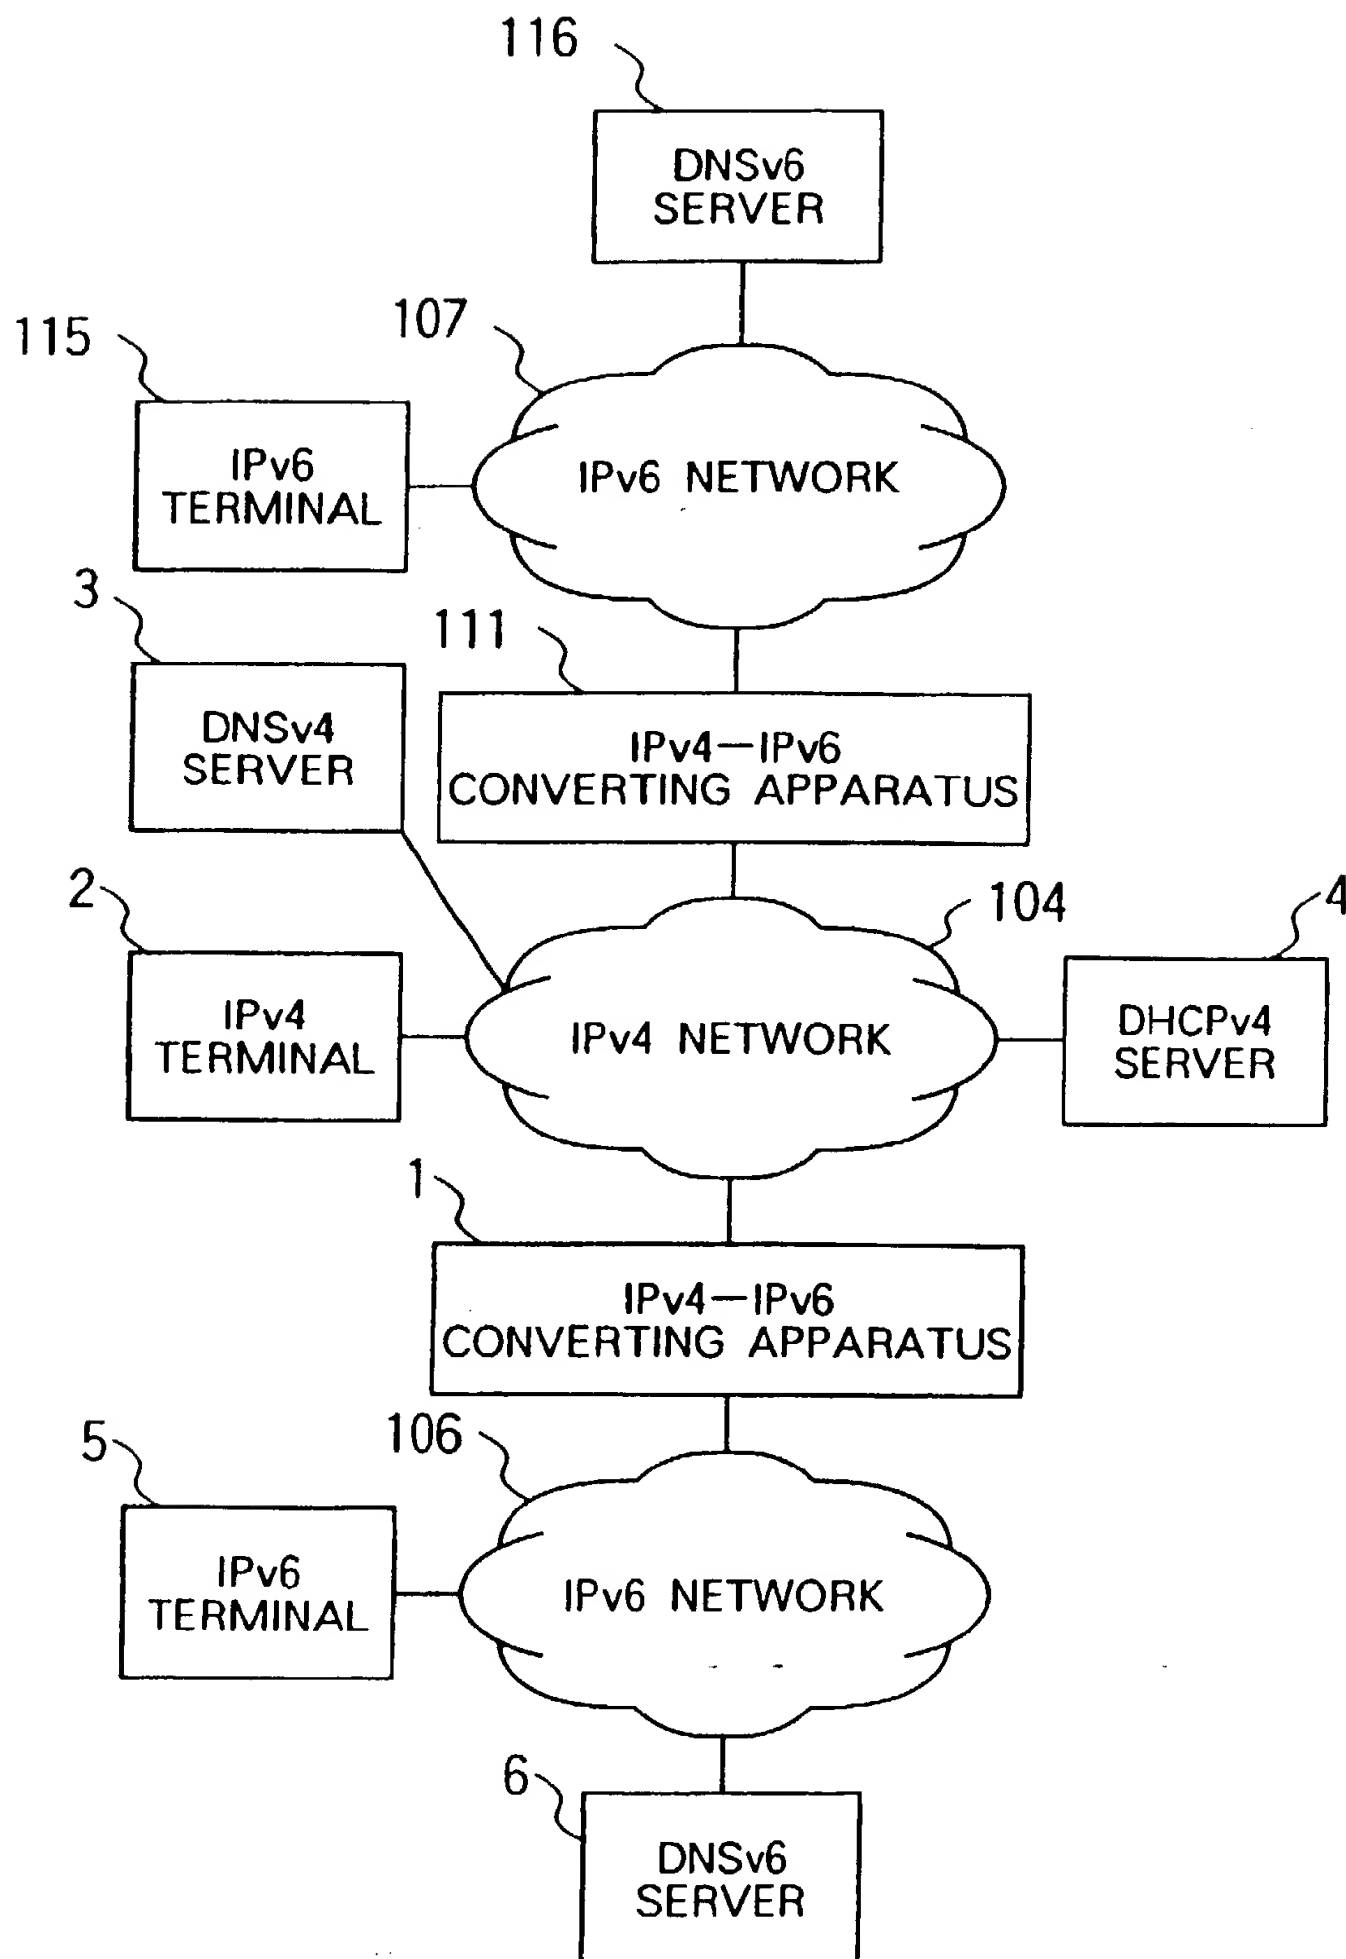 116
DNSv6
SERVER
107
115
IPv6
TERMINAL
IPv6 NETWORK
3
111
DNSv4
SERVER
IPv4—IPv6
CONVERTING APPARATUS
2
104
4
IPv4
TERMINAL
IPv4 NETWORK
DHCPv4
SERVER
1
IPv4—IPv6
CONVERTING APPARATUS
5
106
IPv6
TERMINAL
IPv6 NETWORK
6
DNSv6
SERVER